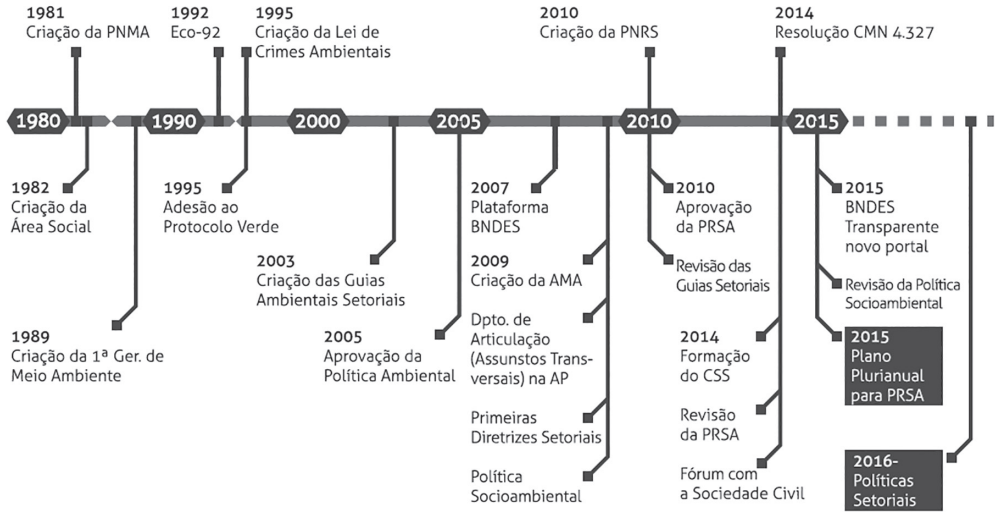 1981
Criação da PNMA
1992
Eco-92
1995
Criação da Lei de
Crimes Ambientais
2010
Criação da PNRS
2014
Resolução CMN 4.327
1980
1990
2000
2005
2010
2015
1982
Criação da
Área Social
1995
Adesão ao
Protocolo Verde
2007
Plataforma
BNDES
2010
Aprovação
da PRSA
2015
BNDES
Transparente
novo portal
2003
Criação das Guias
Ambientais Setoriais
2009
Criação da AMA
Revisão das
Guias Setoriais
Revisão da Política
Socioambiental
1989
Criação da 1ª Ger. de
Meio Ambiente
2005
Aprovação da
Política Ambiental
Dpto. de
Articulação
(Assunstos Trans-
versais) na AP
2014
Formação
do CSS
2015
Plano
Plurianual
para PRSA
Primeiras
Diretrizes Setoriais
Revisão
da PRSA
Política
Socioambiental
Fórum com
a Sociedade Civil
2016-
Políticas
Setoriais